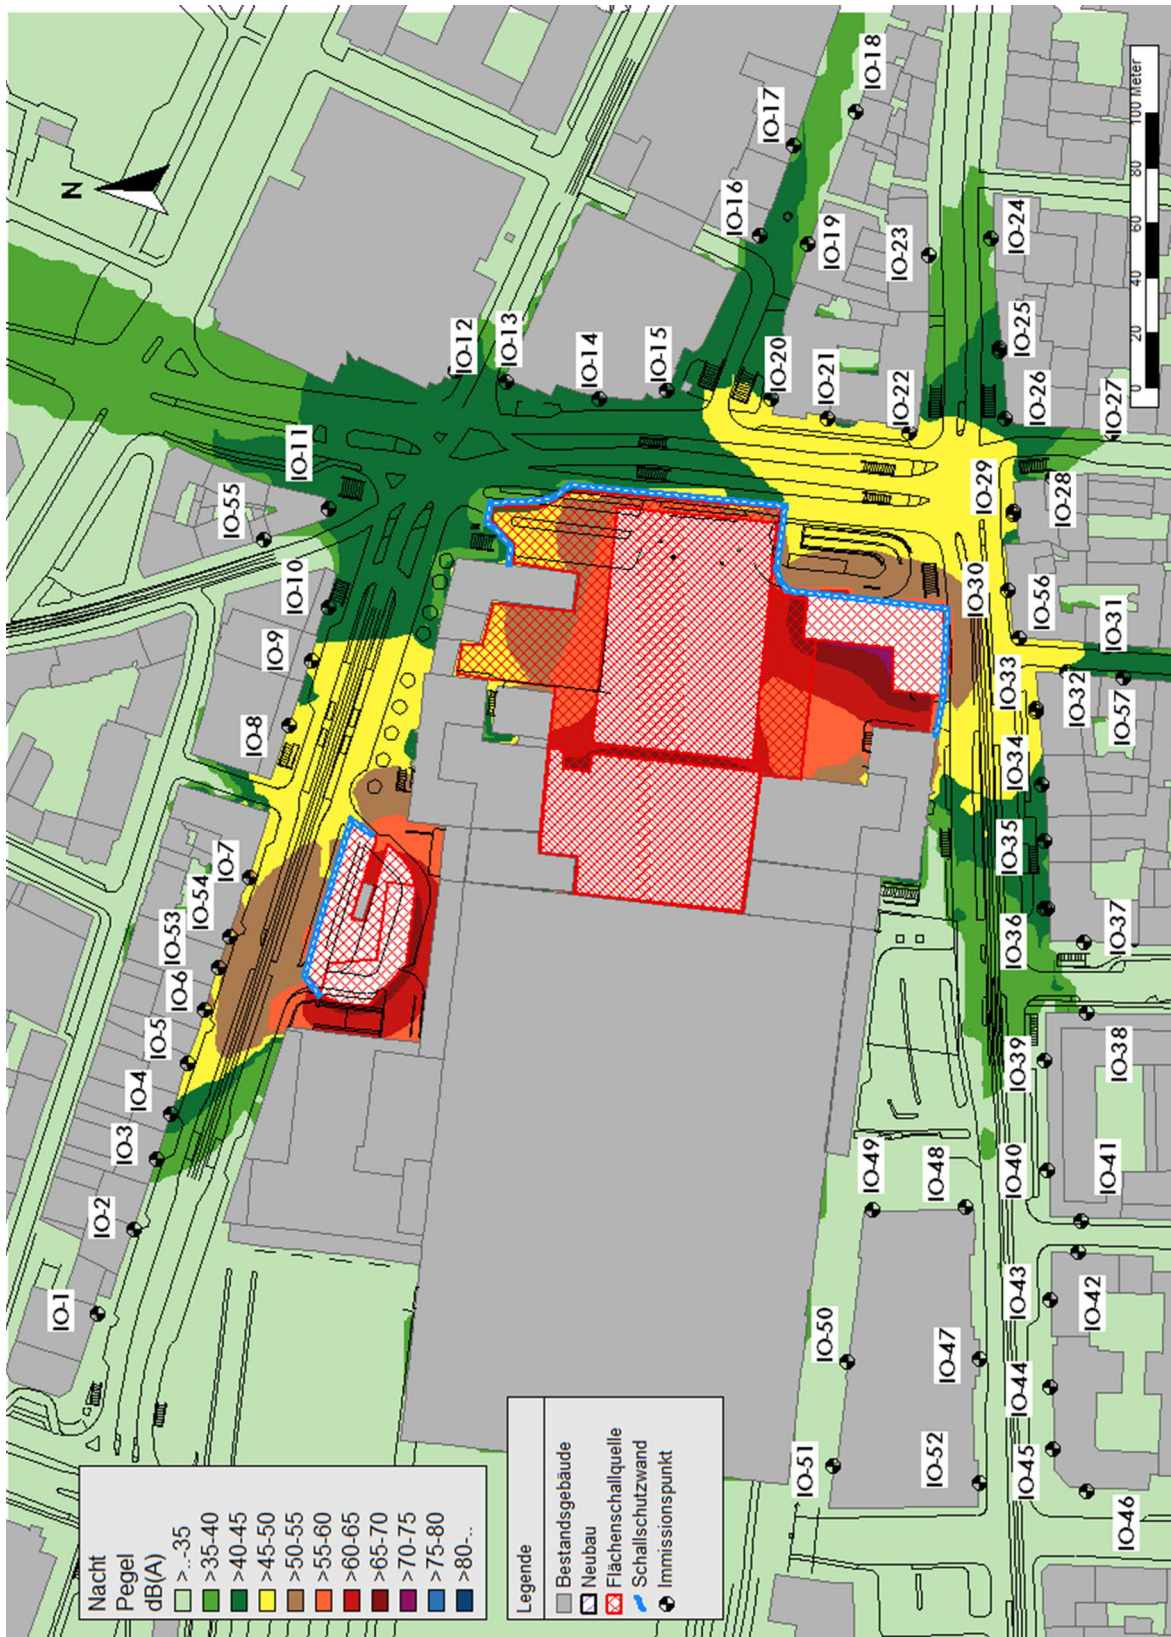 Nacht
Pegel
dB(A)
>..-35
>35-40
>40-45
>45-50
>50-55
>55-60
>60-65
>65-70
>70-75
>75-80
>80-..
Legende
Bestandsgebäude
Neubau
Flächenschallquelle
Schallschutzwand
Immissionspunkt
N
0 20 40 60 80 100 Meter
IO-1
IO-2
IO-3
IO-4
IO-5
IO-6
IO-53
IO-54
IO-7
IO-8
IO-9
IO-10
IO-55
IO-11
IO-12
IO-13
IO-14
IO-15
IO-16
IO-17
IO-18
IO-19
IO-20
IO-21
IO-22
IO-23
IO-24
IO-25
IO-26
IO-27
IO-28
IO-29
IO-30
IO-56
IO-31
IO-32
IO-33
IO-57
IO-34
IO-35
IO-36
IO-37
IO-38
IO-39
IO-40
IO-41
IO-42
IO-43
IO-44
IO-45
IO-46
IO-47
IO-48
IO-49
IO-50
IO-51
IO-52